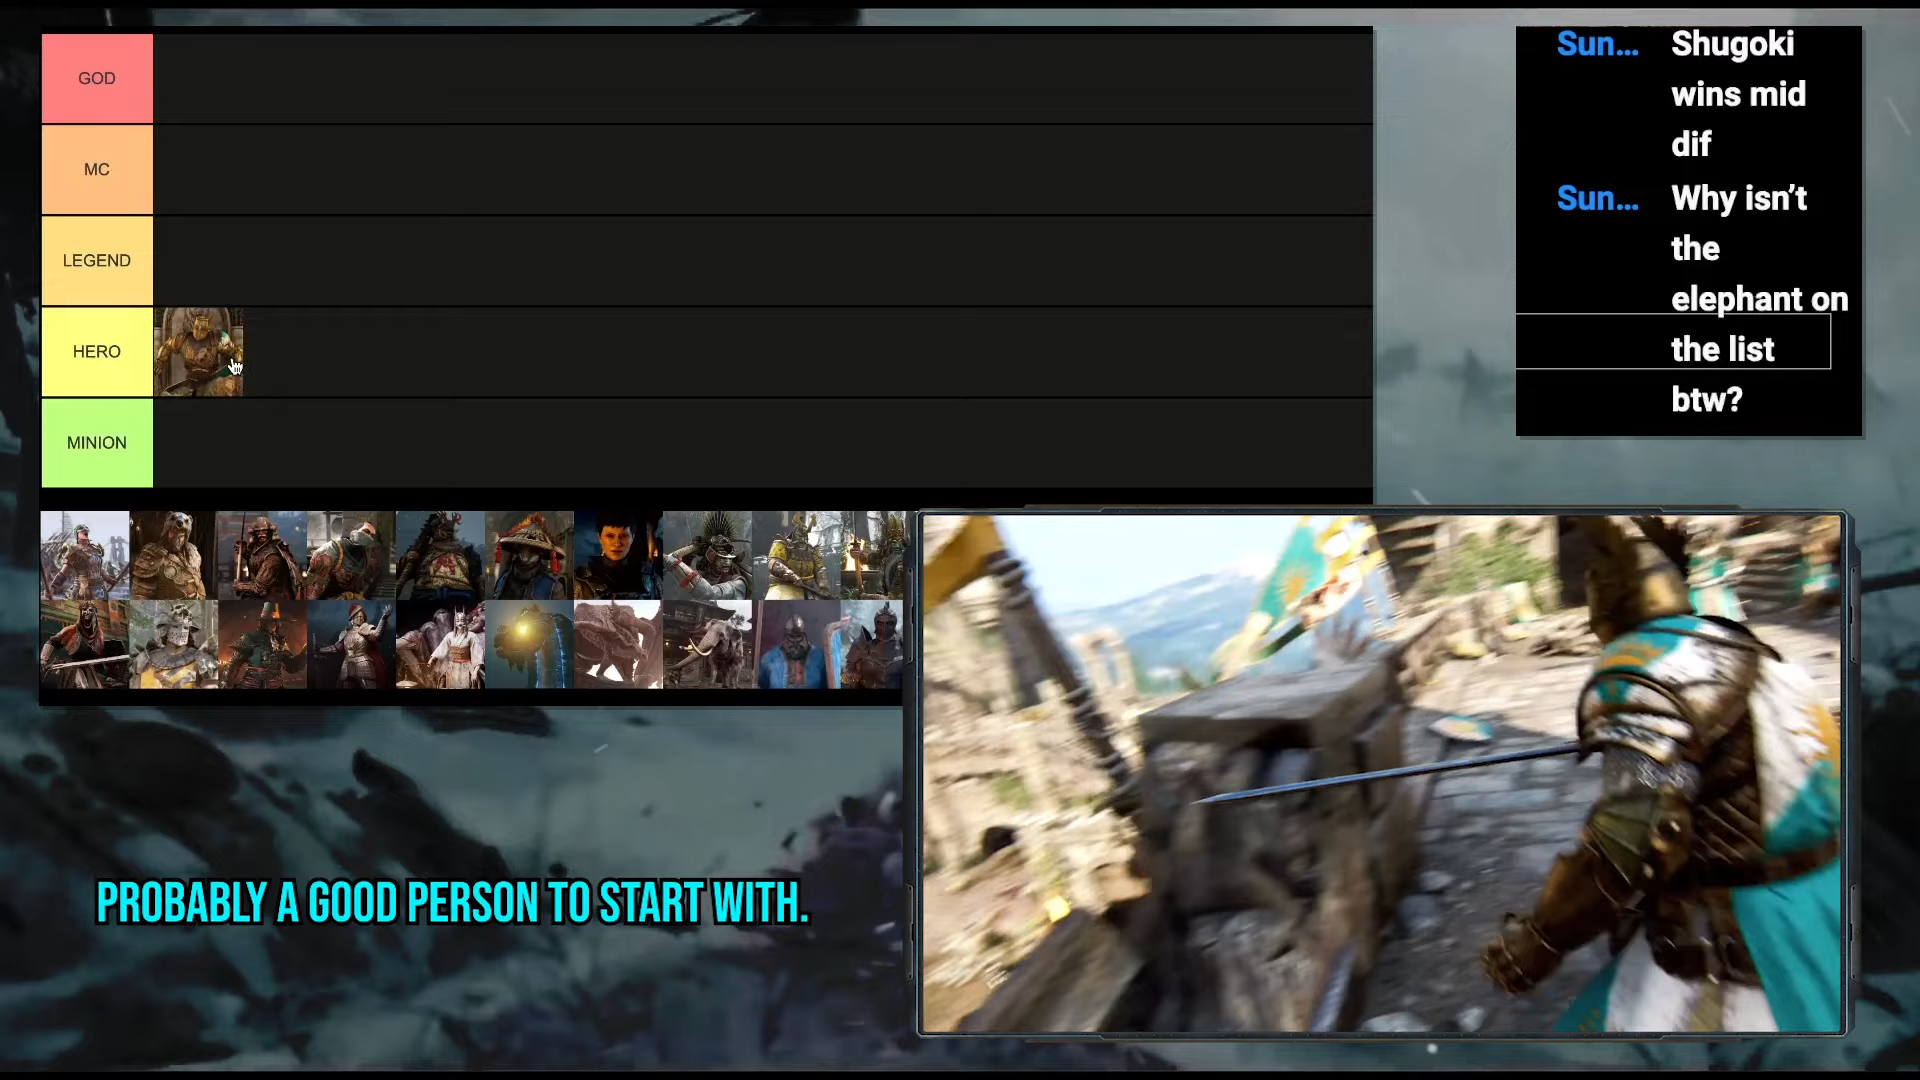 GOD
MC
LEGEND
HERO
MINION
Sun... Shugoki
wins mid
dif
Sun... Why isn’t
the
elephant on
the list
btw?
PROBABLY A GOOD PERSON TO START WITH.